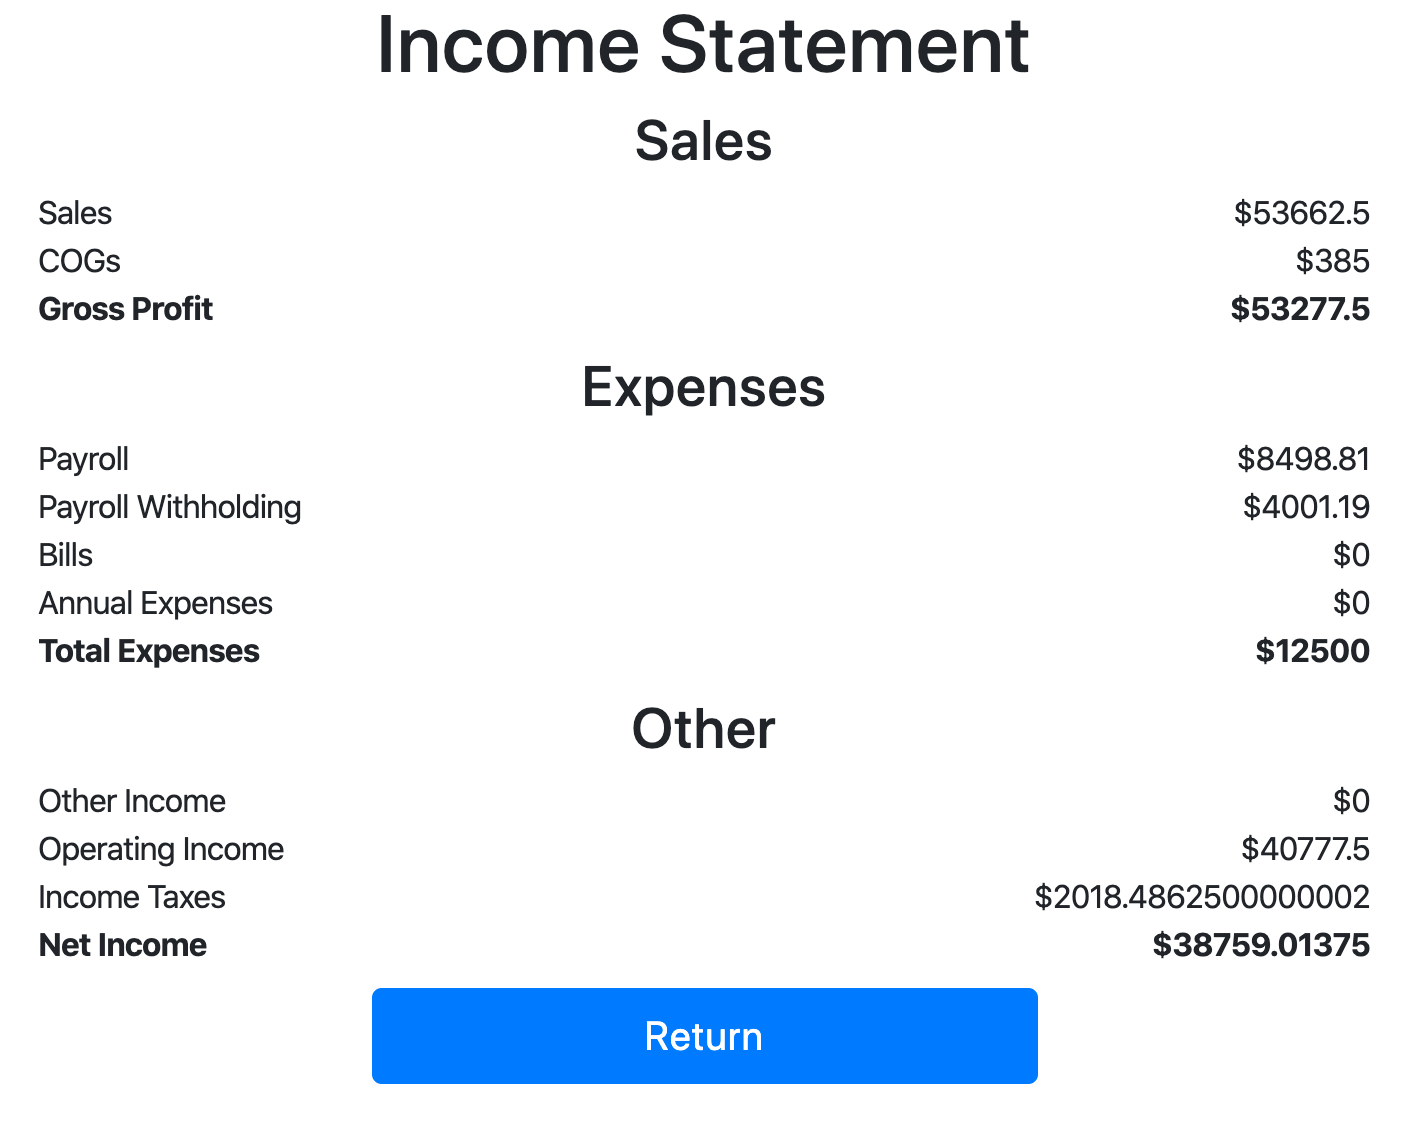 Income Statement
Sales
Sales $53662.5
COGs $385
Gross Profit $53277.5
Expenses
Payroll $8498.81
Payroll Withholding $4001.19
Bills $0
Annual Expenses $0
Total Expenses $12500
Other
Other Income $0
Operating Income $40777.5
Income Taxes $2018.4862500000002
Net Income $38759.01375
Return